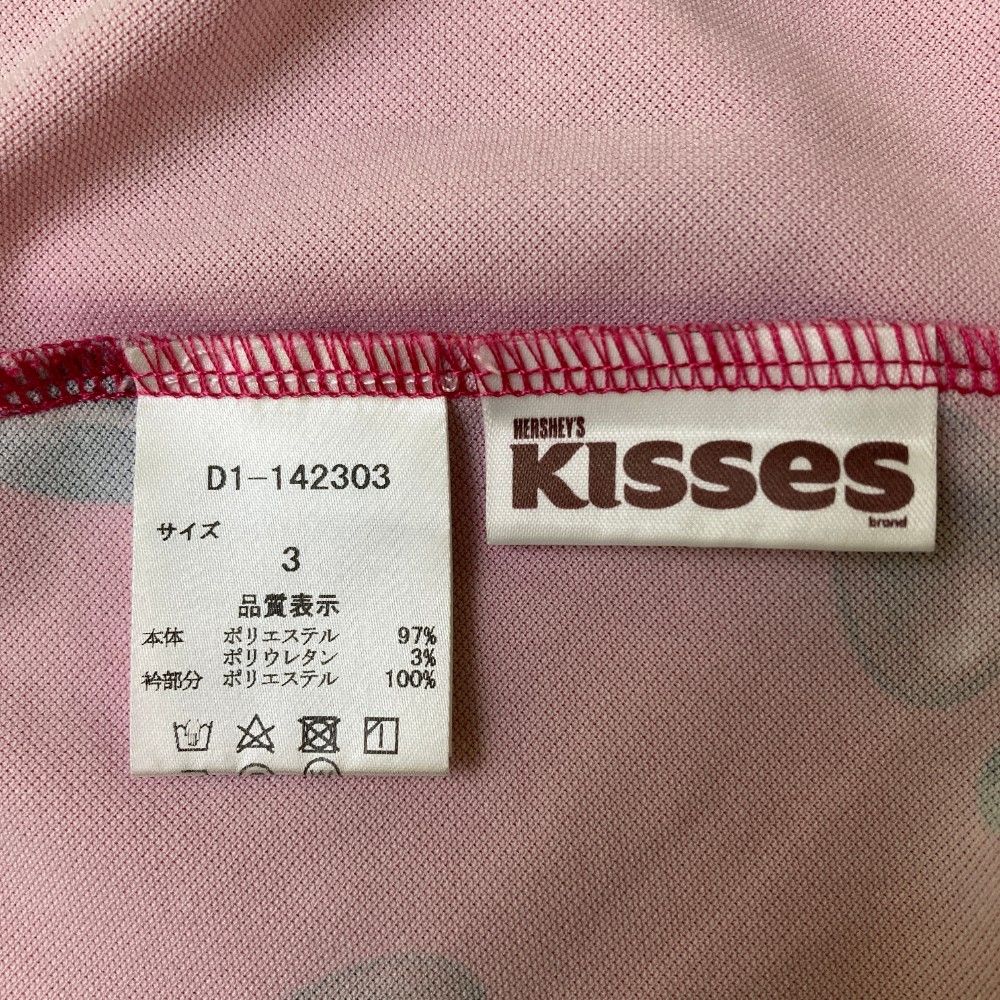 D1-142303
サイズ
3
品質表示
本体 ポリエステル 97%
ポリウレタン 3%
衿部分 ポリエステル 100%
HERSHEY'S
KISSES
brand